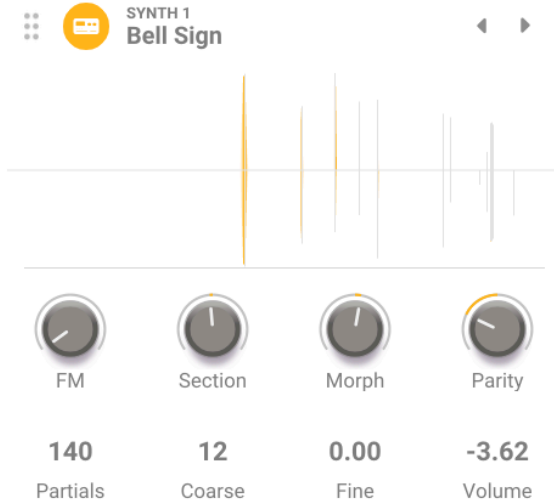 SYNTH 1
Bell Sign
FM
Section
Morph
Parity
140
12
0.00
-3.62
Partials
Coarse
Fine
Volume